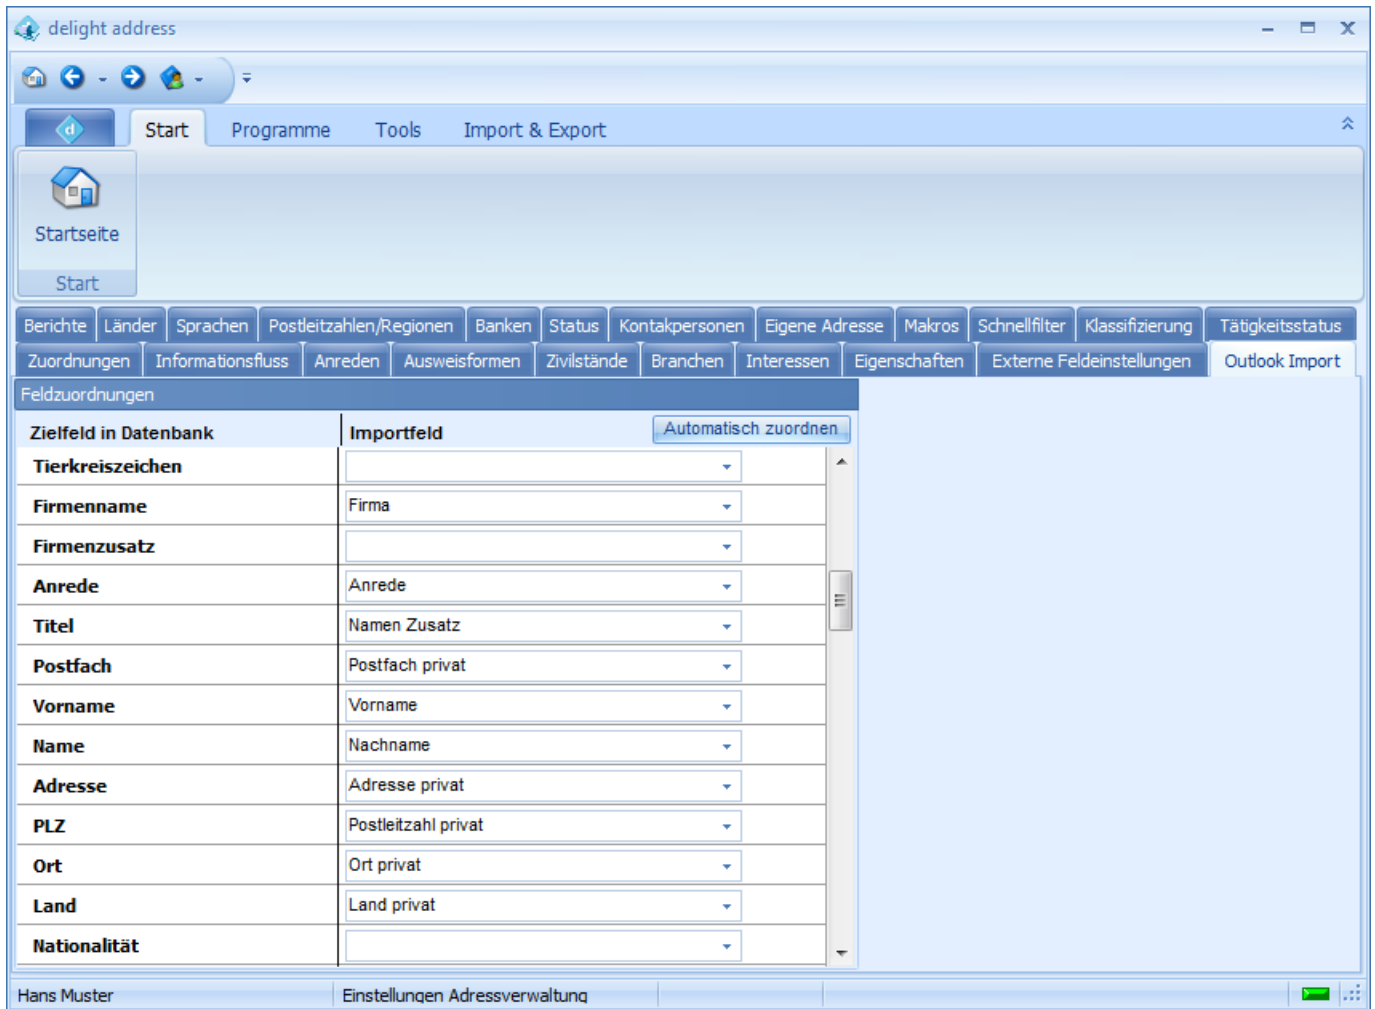 delight address
Start Programme Tools Import & Export
Startseite
Start
Berichte Länder Sprachen Postleitzahlen/Regionen Banken Status Kontakpersonen Eigene Adresse Makros Schnellfilter Klassifizierung Tätigkeitsstatus
Zuordnungen Informationsfluss Anreden Ausweisformen Zivilstände Branchen Interessen Eigenschaften Externe Feldeinstellungen Outlook Import
Feldzuordnungen
Zielfeld in Datenbank Importfeld Automatisch zuordnen
Tierkreiszeichen
Firmenname Firma
Firmenzusatz
Anrede Anrede
Titel Namen Zusatz
Postfach Postfach privat
Vorname Vorname
Name Nachname
Adresse Adresse privat
PLZ Postleitzahl privat
Ort Ort privat
Land Land privat
Nationalität
Hans Muster Einstellungen Adressverwaltung